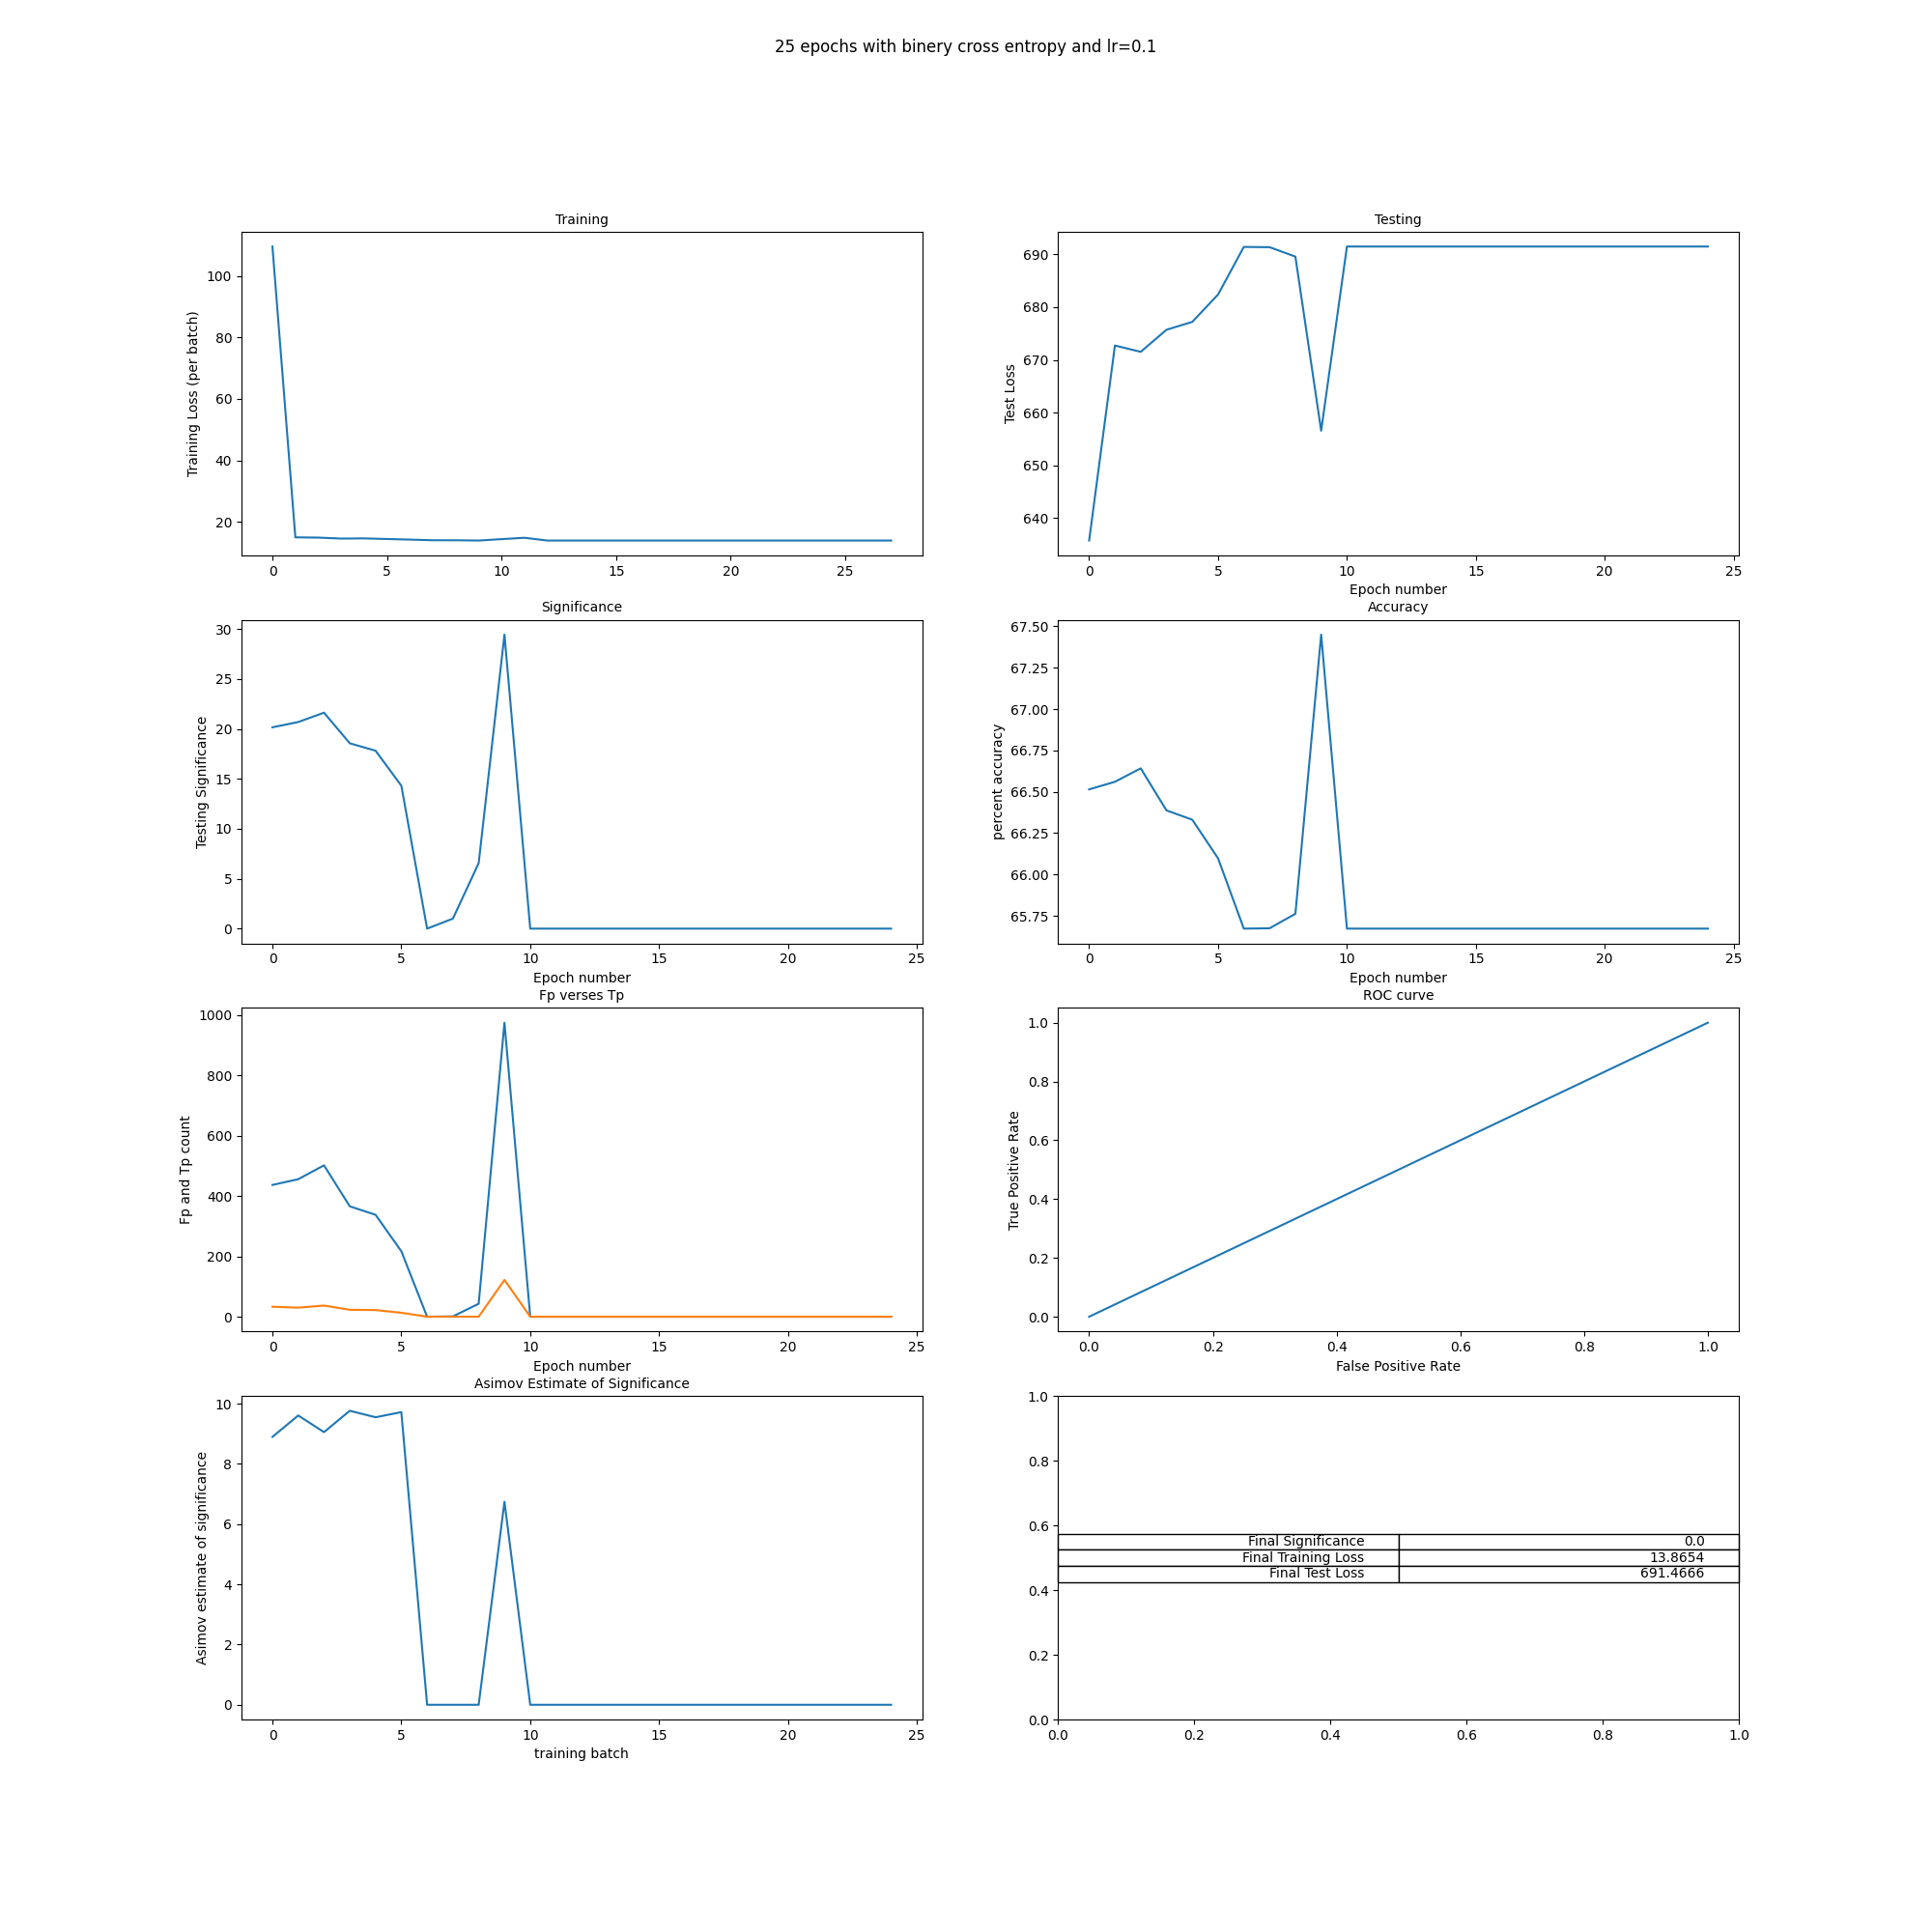 25 epochs with binery cross entropy and lr=0.1
Training
Training Loss (per batch)
100
80
60
40
20
0 5 10 15 20 25
Testing
Test Loss
690
680
670
660
650
640
0 5 10 15 20 25
Epoch number
Significance
Testing Significance
30
25
20
15
10
5
0
0 5 10 15 20 25
Epoch number
Accuracy
percent accuracy
67.50
67.25
67.00
66.75
66.50
66.25
66.00
65.75
0 5 10 15 20 25
Epoch number
Fp verses Tp
Fp and Tp count
1000
800
600
400
200
0
0 5 10 15 20 25
Epoch number
ROC curve
True Positive Rate
1.0
0.8
0.6
0.4
0.2
0.0
0.0 0.2 0.4 0.6 0.8 1.0
False Positive Rate
Asimov Estimate of Significance
Asimov estimate of significance
10
8
6
4
2
0
0 5 10 15 20 25
training batch
1.0
0.8
0.6
0.4
0.2
0.0
Final Significance 0.0
Final Training Loss 13.8654
Final Test Loss 691.4666
0.0 0.2 0.4 0.6 0.8 1.0